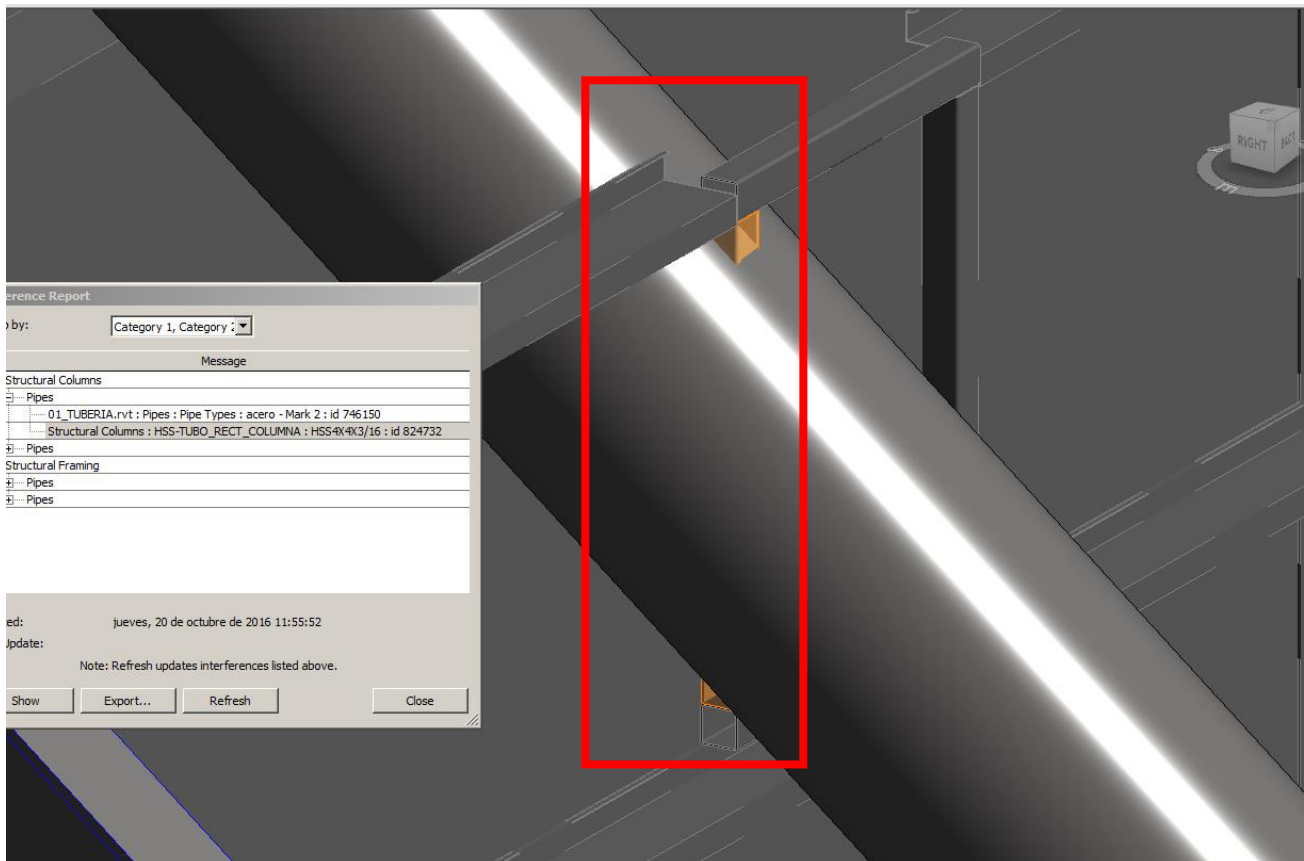 erence Report
by:
Category 1, Category 2
Message
Structural Columns
Pipes
01_TUBERIA.rvt : Pipes : Pipe Types : acero - Mark 2 : id 746150
Structural Columns : HSS-TUBO_RECT_COLUMNA : HSS4X4X3/16 : id 824732
Pipes
Structural Framing
Pipes
Pipes
ed: jueves, 20 de octubre de 2016 11:55:52
Update:
Note: Refresh updates interferences listed above.
Show Export... Refresh Close
RIGHT